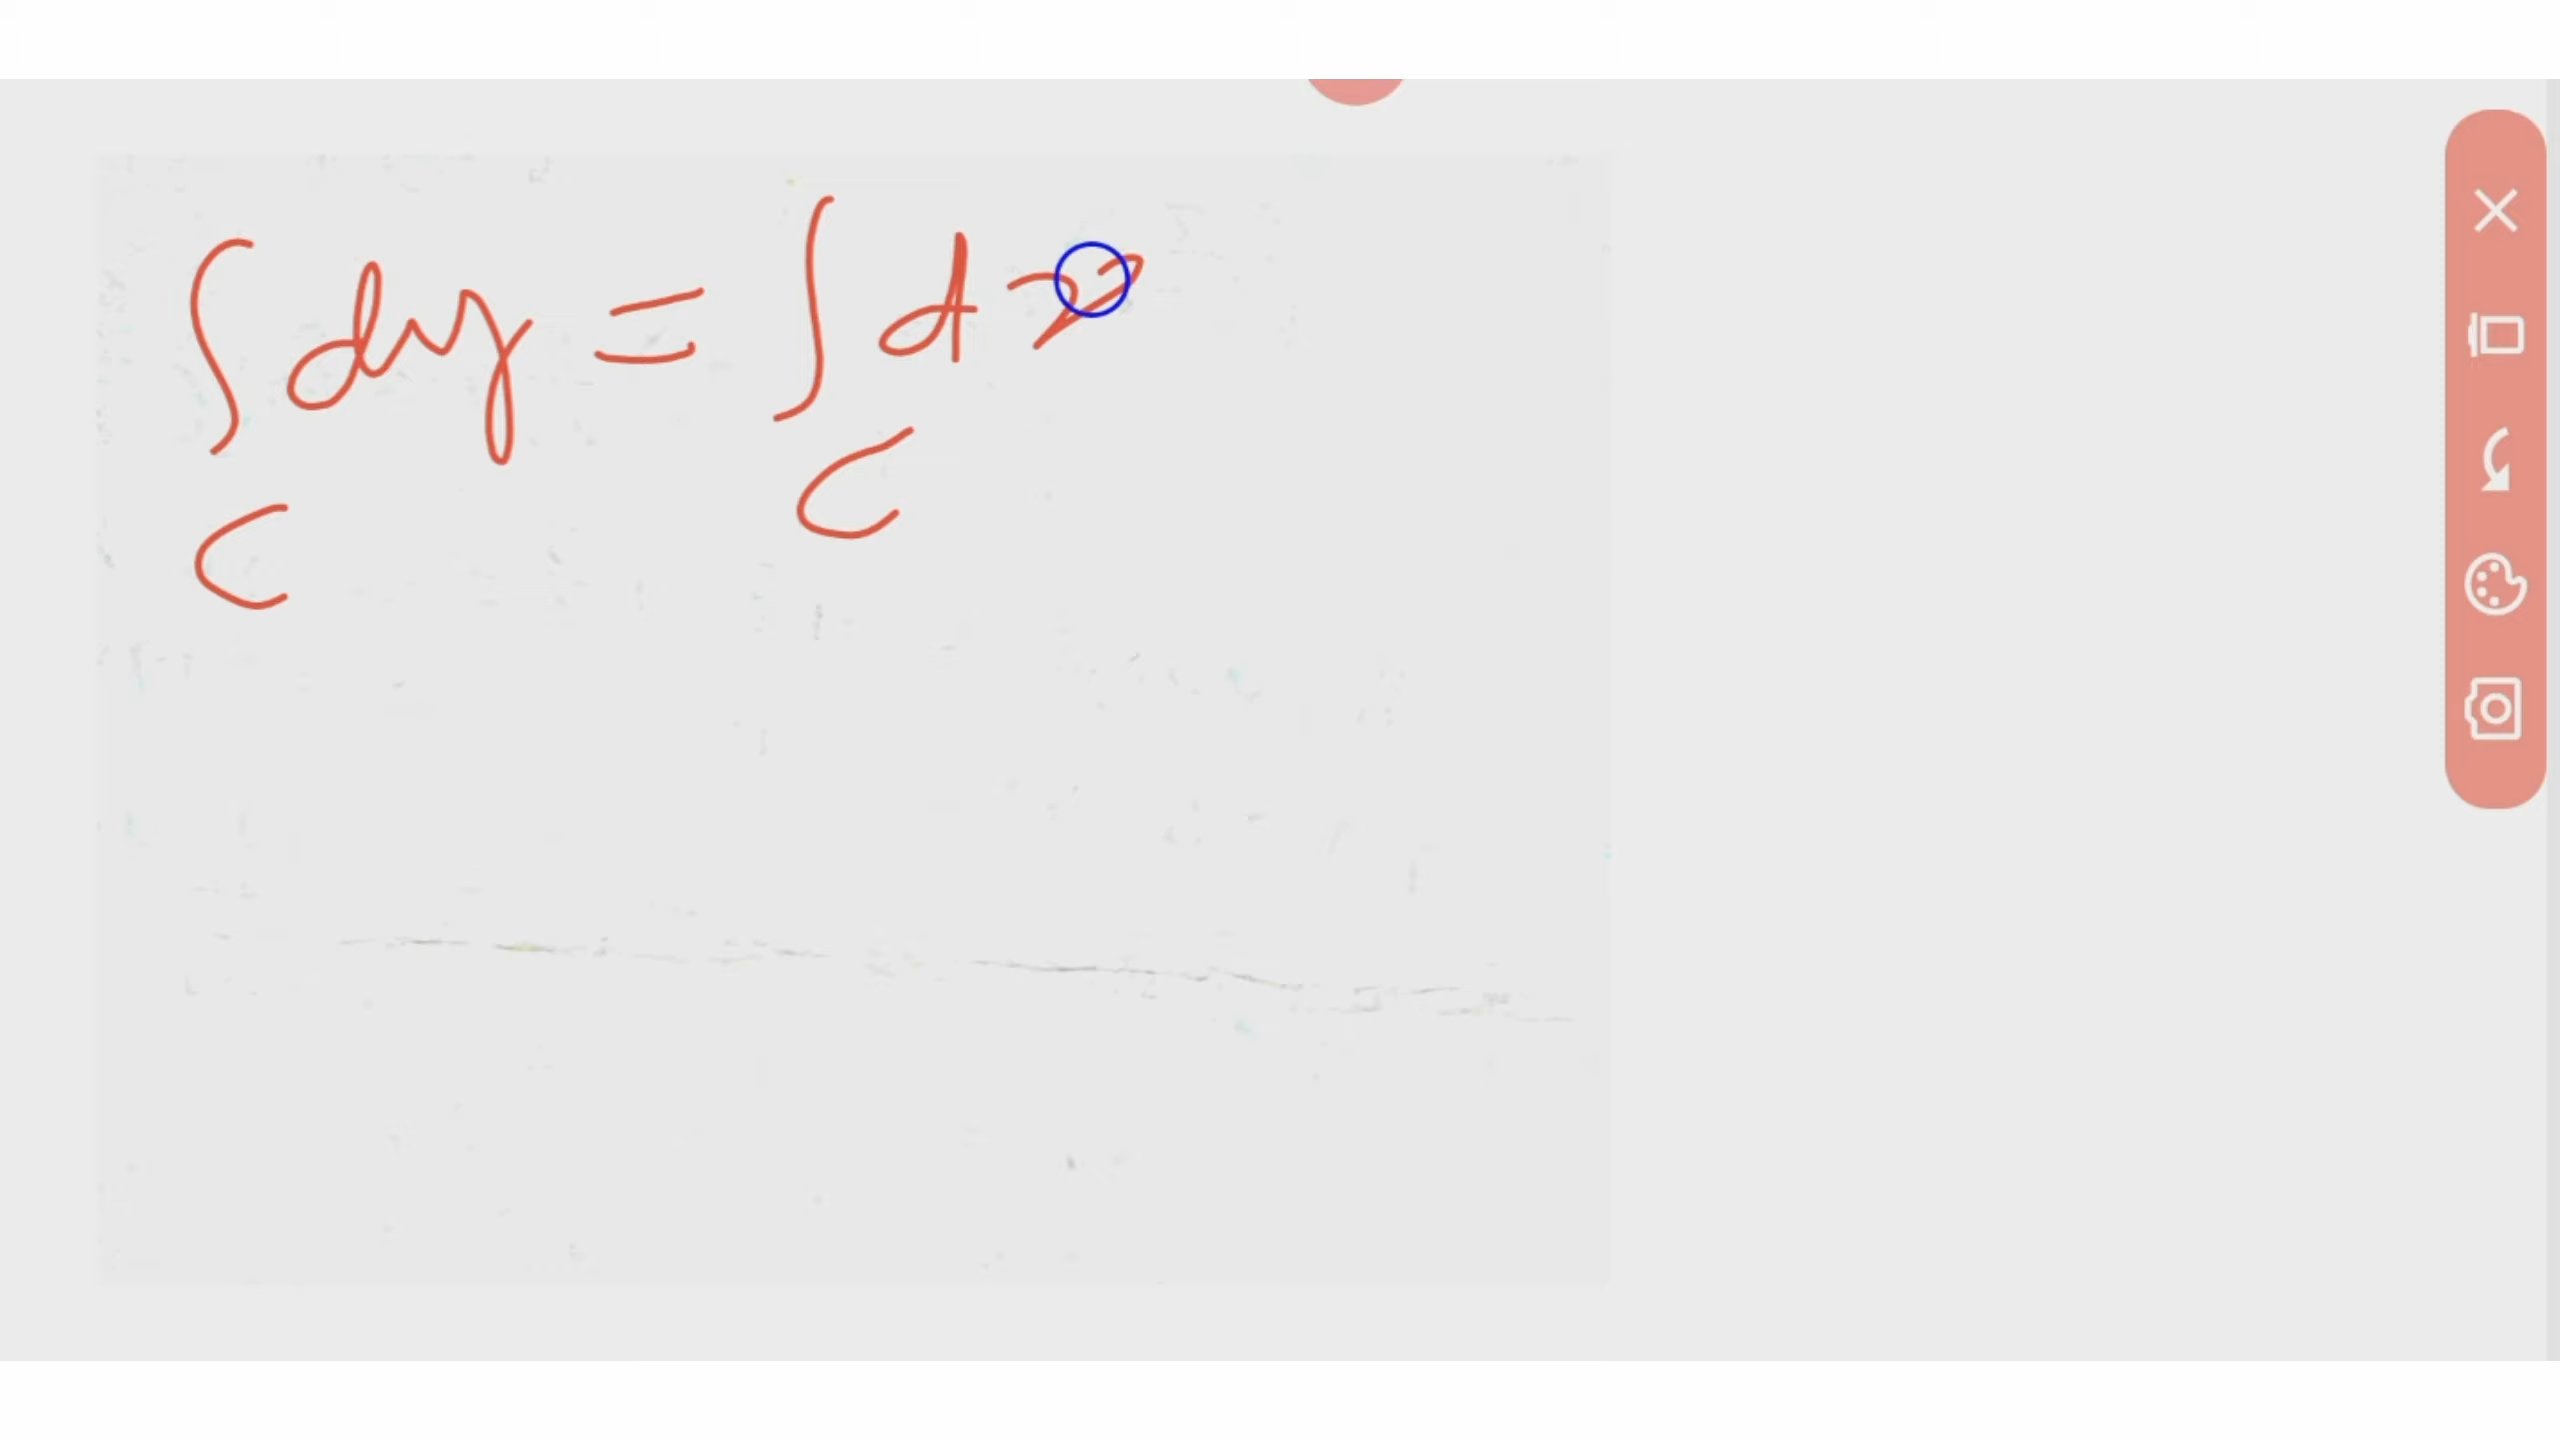 ∫ dy = ∫ dx
c c